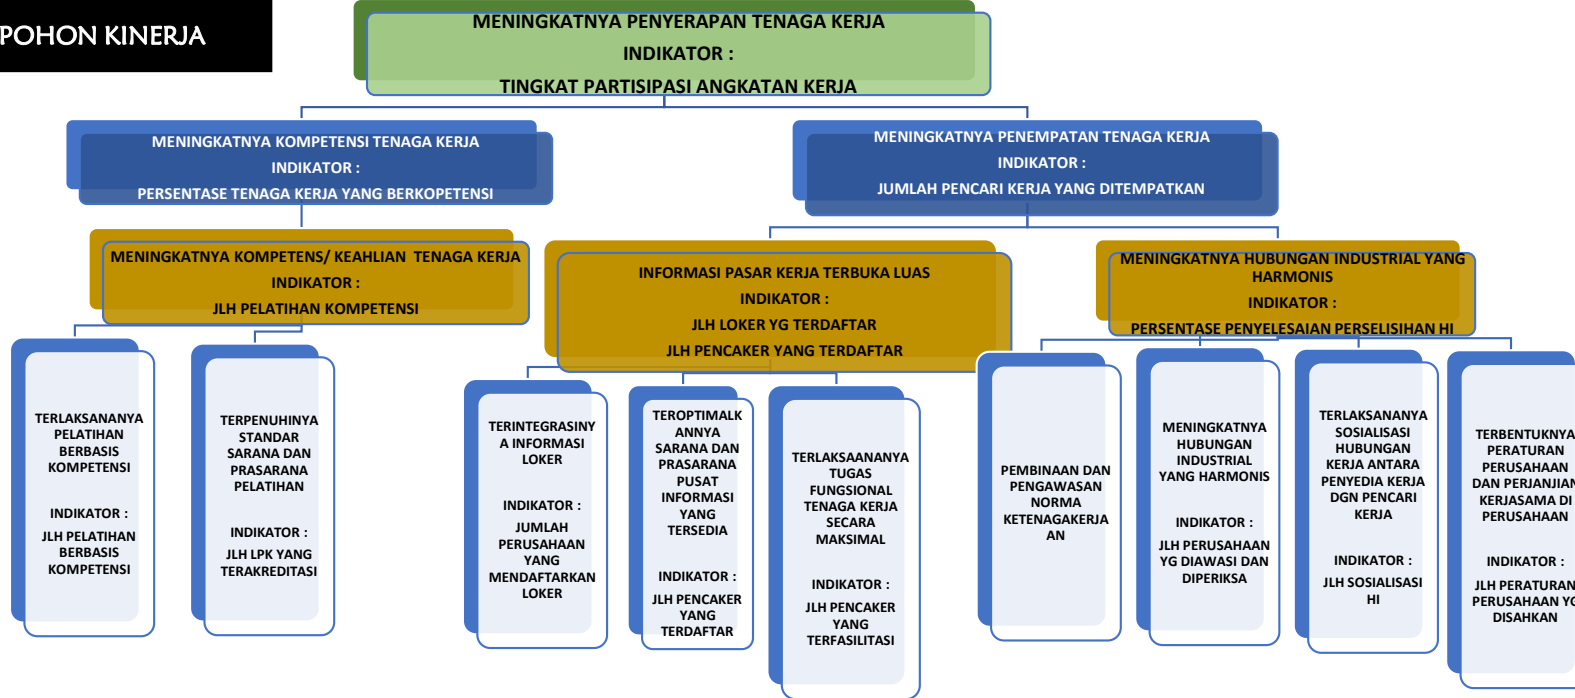 POHON KINERJA
MENINGKATNYA PENYERAPAN TENAGA KERJA
INDIKATOR :
TINGKAT PARTISIPASI ANGKATAN KERJA
MENINGKATNYA KOMPETENSI TENAGA KERJA
INDIKATOR :
PERSENTASE TENAGA KERJA YANG BERKOPETENSI
MENINGKATNYA PENEMPATAN TENAGA KERJA
INDIKATOR :
JUMLAH PENCARI KERJA YANG DITEMPATKAN
MENINGKATNYA KOMPETENS/ KEAHLIAN TENAGA KERJA
INDIKATOR :
JLH PELATIHAN KOMPETENSI
INFORMASI PASAR KERJA TERBUKA LUAS
INDIKATOR :
JLH LOKER YG TERDAFTAR
JLH PENCAKER YANG TERDAFTAR
MENINGKATNYA HUBUNGAN INDUSTRIAL YANG
HARMONIS
INDIKATOR :
PERSENTASE PENYELESAIAN PERSELISIHAN HI
TERLAKSANANYA
PELATIHAN
BERBASIS
KOMPETENSI
INDIKATOR :
JLH PELATIHAN
BERBASIS
KOMPETENSI
TERPENUHINYA
STANDAR
SARANA DAN
PRASARANA
PELATIHAN
INDIKATOR :
JLH LPK YANG
TERAKREDITASI
TERINTEGRASINY
A INFORMASI
LOKER
INDIKATOR :
JUMLAH
PERUSAHAAN
YANG
MENDAFTARKAN
LOKER
TEROPTIMALK
ANNYA
SARANA DAN
PRASARANA
PUSAT
INFORMASI
YANG
TERSEDIA
INDIKATOR :
JLH PENCAKER
YANG
TERDAFTAR
TERLAKSAANANYA
TUGAS
FUNGSIONAL
TENAGA KERJA
SECARA
MAKSIMAL
INDIKATOR :
JLH PENCAKER
YANG
TERFASILITASI
PEMBINAAN DAN
PENGAWASAN
NORMA
KETENAGAKERJA
AN
MENINGKATNYA
HUBUNGAN
INDUSTRIAL
YANG HARMONIS
INDIKATOR :
JLH PERUSAHAAN
YG DIAWASI DAN
DIPERIKSA
TERLAKSANANYA
SOSIALISASI
HUBUNGAN
KERJA ANTARA
PENYEDIA KERJA
DGN PENCARI
KERJA
INDIKATOR :
JLH SOSIALISASI
HI
TERBENTUKNYA
PERATURAN
PERUSAHAAN
DAN PERJANJIAN
KERJASAMA DI
PERUSAHAAN
INDIKATOR :
JLH PERATURAN
PERUSAHAAN YG
DISAHKAN